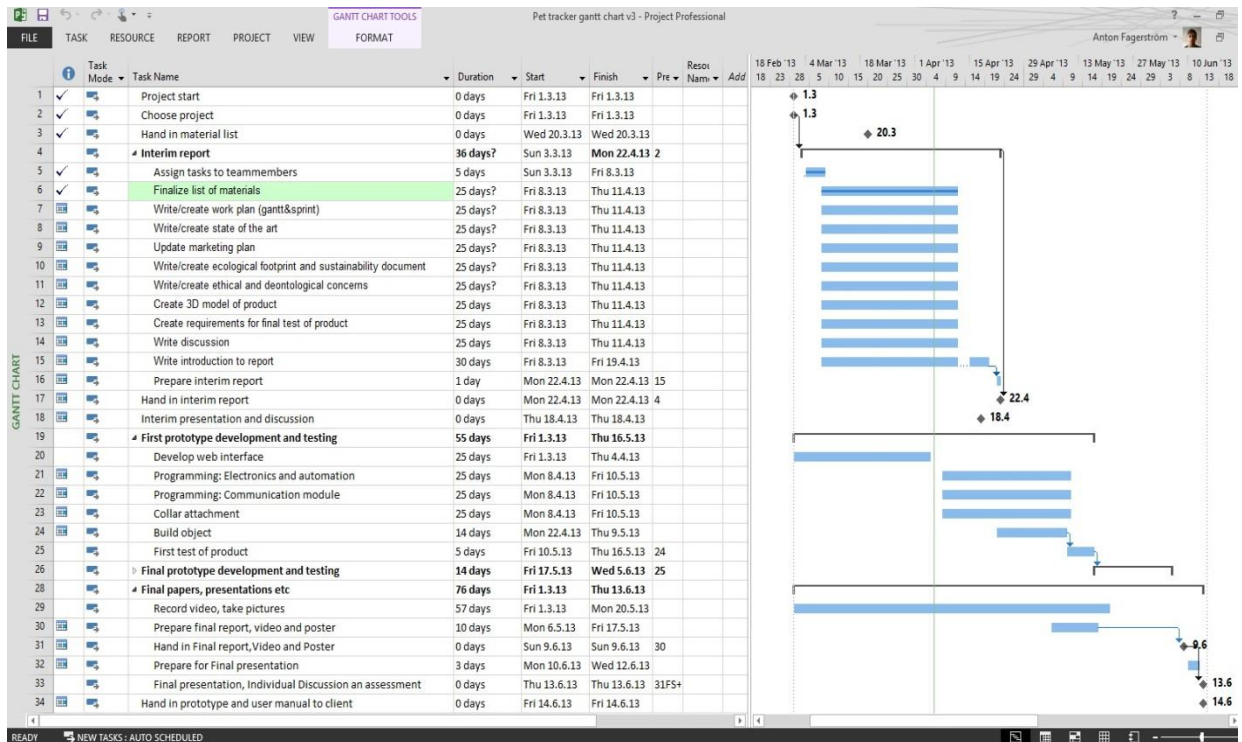 GANTT CHART TOOLS
Pet tracker gantt chart v3 - Project Professional
FILE TASK RESOURCE REPORT PROJECT VIEW FORMAT
Anton Fagerström
Task Mode Task Name Duration Start Finish Pre Resou Nam Add
18 Feb '13 4 Mar '13 18 Mar '13 1 Apr '13 15 Apr '13 29 Apr '13 13 May '13 27 May '13 10 Jun '13
18 23 28 5 10 15 20 25 30 4 9 14 19 24 29 4 9 14 19 24 29 3 8 13 18
1 Project start 0 days Fri 1.3.13 Fri 1.3.13 1.3
2 Choose project 0 days Fri 1.3.13 Fri 1.3.13 1.3
3 Hand in material list 0 days Wed 20.3.13 Wed 20.3.13 20.3
4 Interim report 36 days? Sun 3.3.13 Mon 22.4.13 2
5 Assign tasks to teammembers 5 days Sun 3.3.13 Fri 8.3.13
6 Finalize list of materials 25 days? Fri 8.3.13 Thu 11.4.13
7 Write/create work plan (gantt&sprint) 25 days? Fri 8.3.13 Thu 11.4.13
8 Write/create state of the art 25 days? Fri 8.3.13 Thu 11.4.13
9 Update marketing plan 25 days? Fri 8.3.13 Thu 11.4.13
10 Write/create ecological footprint and sustainability document 25 days? Fri 8.3.13 Thu 11.4.13
11 Write/create ethical and deontological concerns 25 days? Fri 8.3.13 Thu 11.4.13
12 Create 3D model of product 25 days Fri 8.3.13 Thu 11.4.13
13 Create requirements for final test of product 25 days Fri 8.3.13 Thu 11.4.13
14 Write discussion 25 days Fri 8.3.13 Thu 11.4.13
15 Write introduction to report 30 days Fri 8.3.13 Fri 19.4.13
16 Prepare interim report 1 day Mon 22.4.13 Mon 22.4.13 15
17 Hand in interim report 0 days Mon 22.4.13 Mon 22.4.13 4 22.4
18 Interim presentation and discussion 0 days Thu 18.4.13 Thu 18.4.13 18.4
19 First prototype development and testing 55 days Fri 1.3.13 Thu 16.5.13
20 Develop web interface 25 days Fri 1.3.13 Thu 4.4.13
21 Programming: Electronics and automation 25 days Mon 8.4.13 Fri 10.5.13
22 Programming: Communication module 25 days Mon 8.4.13 Fri 10.5.13
23 Collar attachment 25 days Mon 8.4.13 Fri 10.5.13
24 Build object 14 days Mon 22.4.13 Thu 9.5.13
25 First test of product 5 days Fri 10.5.13 Thu 16.5.13 24
26 Final prototype development and testing 14 days Fri 17.5.13 Wed 5.6.13 25
28 Final papers, presentations etc 76 days Fri 1.3.13 Thu 13.6.13
29 Record video, take pictures 57 days Fri 1.3.13 Mon 20.5.13
30 Prepare final report, video and poster 10 days Mon 6.5.13 Fri 17.5.13
31 Hand in Final report,Video and Poster 0 days Sun 9.6.13 Sun 9.6.13 30 9.6
32 Prepare for Final presentation 3 days Mon 10.6.13 Wed 12.6.13
33 Final presentation, Individual Discussion an assessment 0 days Thu 13.6.13 Thu 13.6.13 31FS+ 13.6
34 Hand in prototype and user manual to client 0 days Fri 14.6.13 Fri 14.6.13 14.6
GANTT CHART
READY NEW TASKS : AUTO SCHEDULED